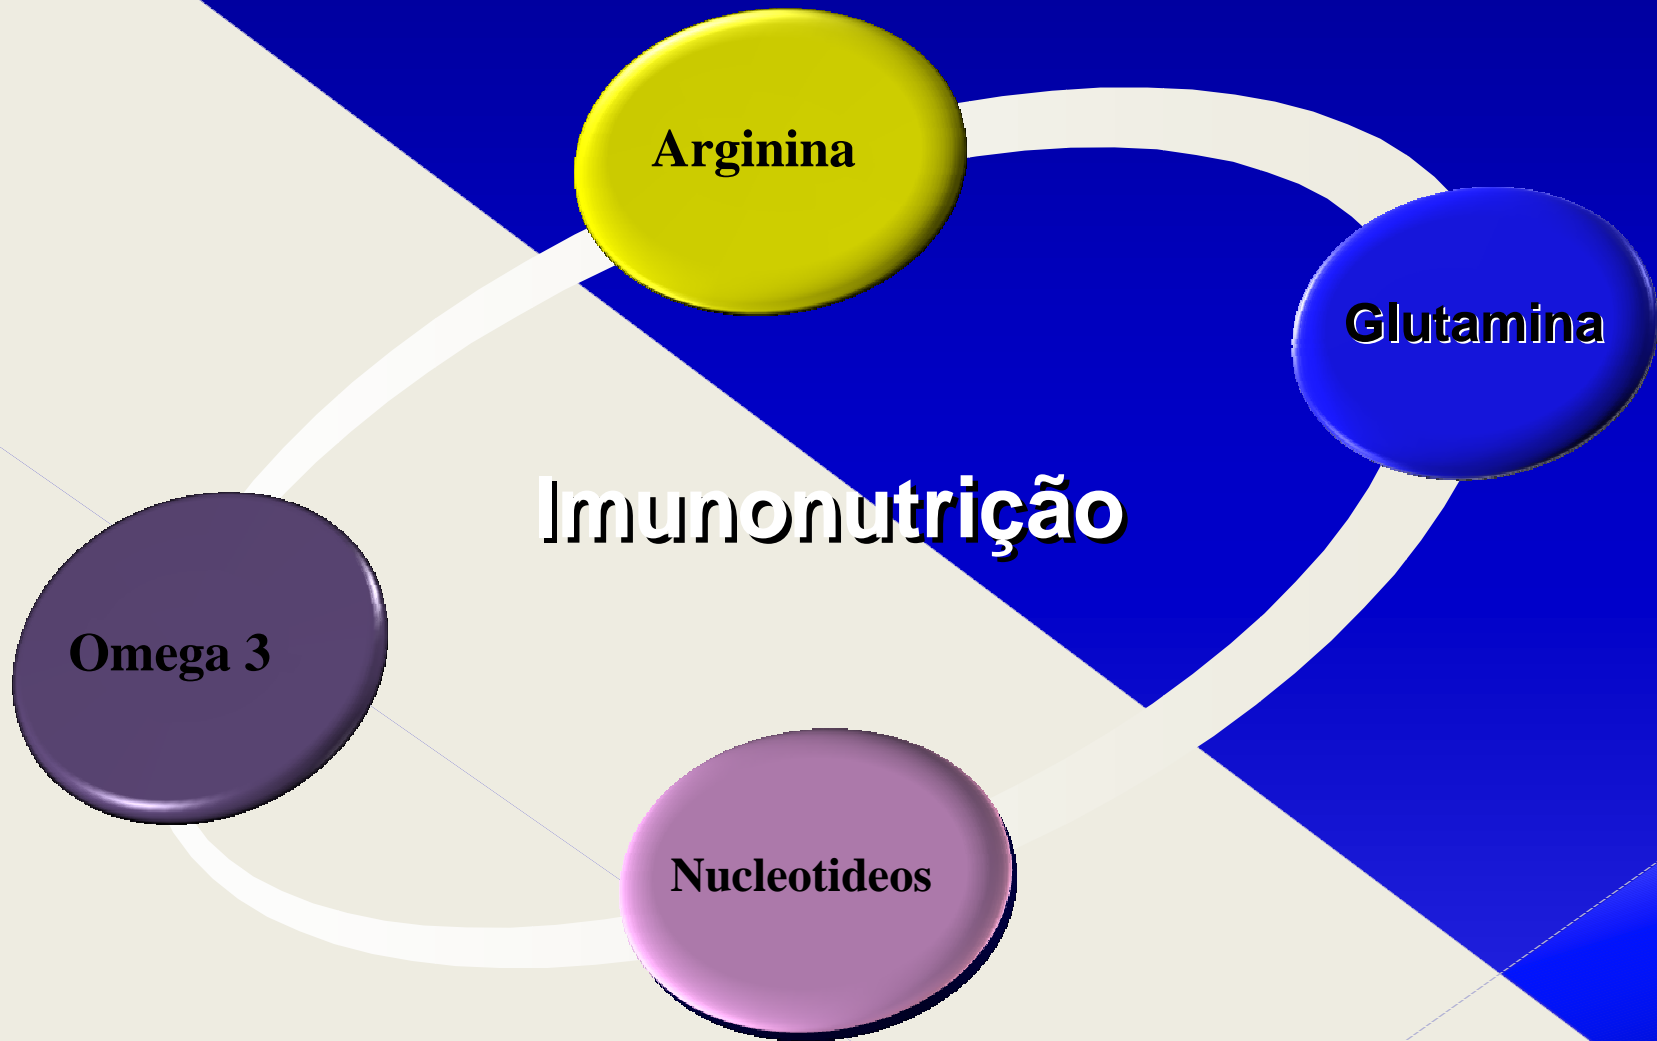 Arginina
Glutamina
Imunonutrição
Omega 3
Nucleotideos